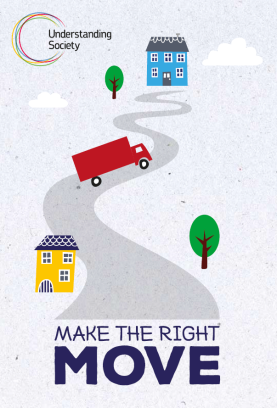 Understanding
Society
MAKE THE RIGHT
MOVE